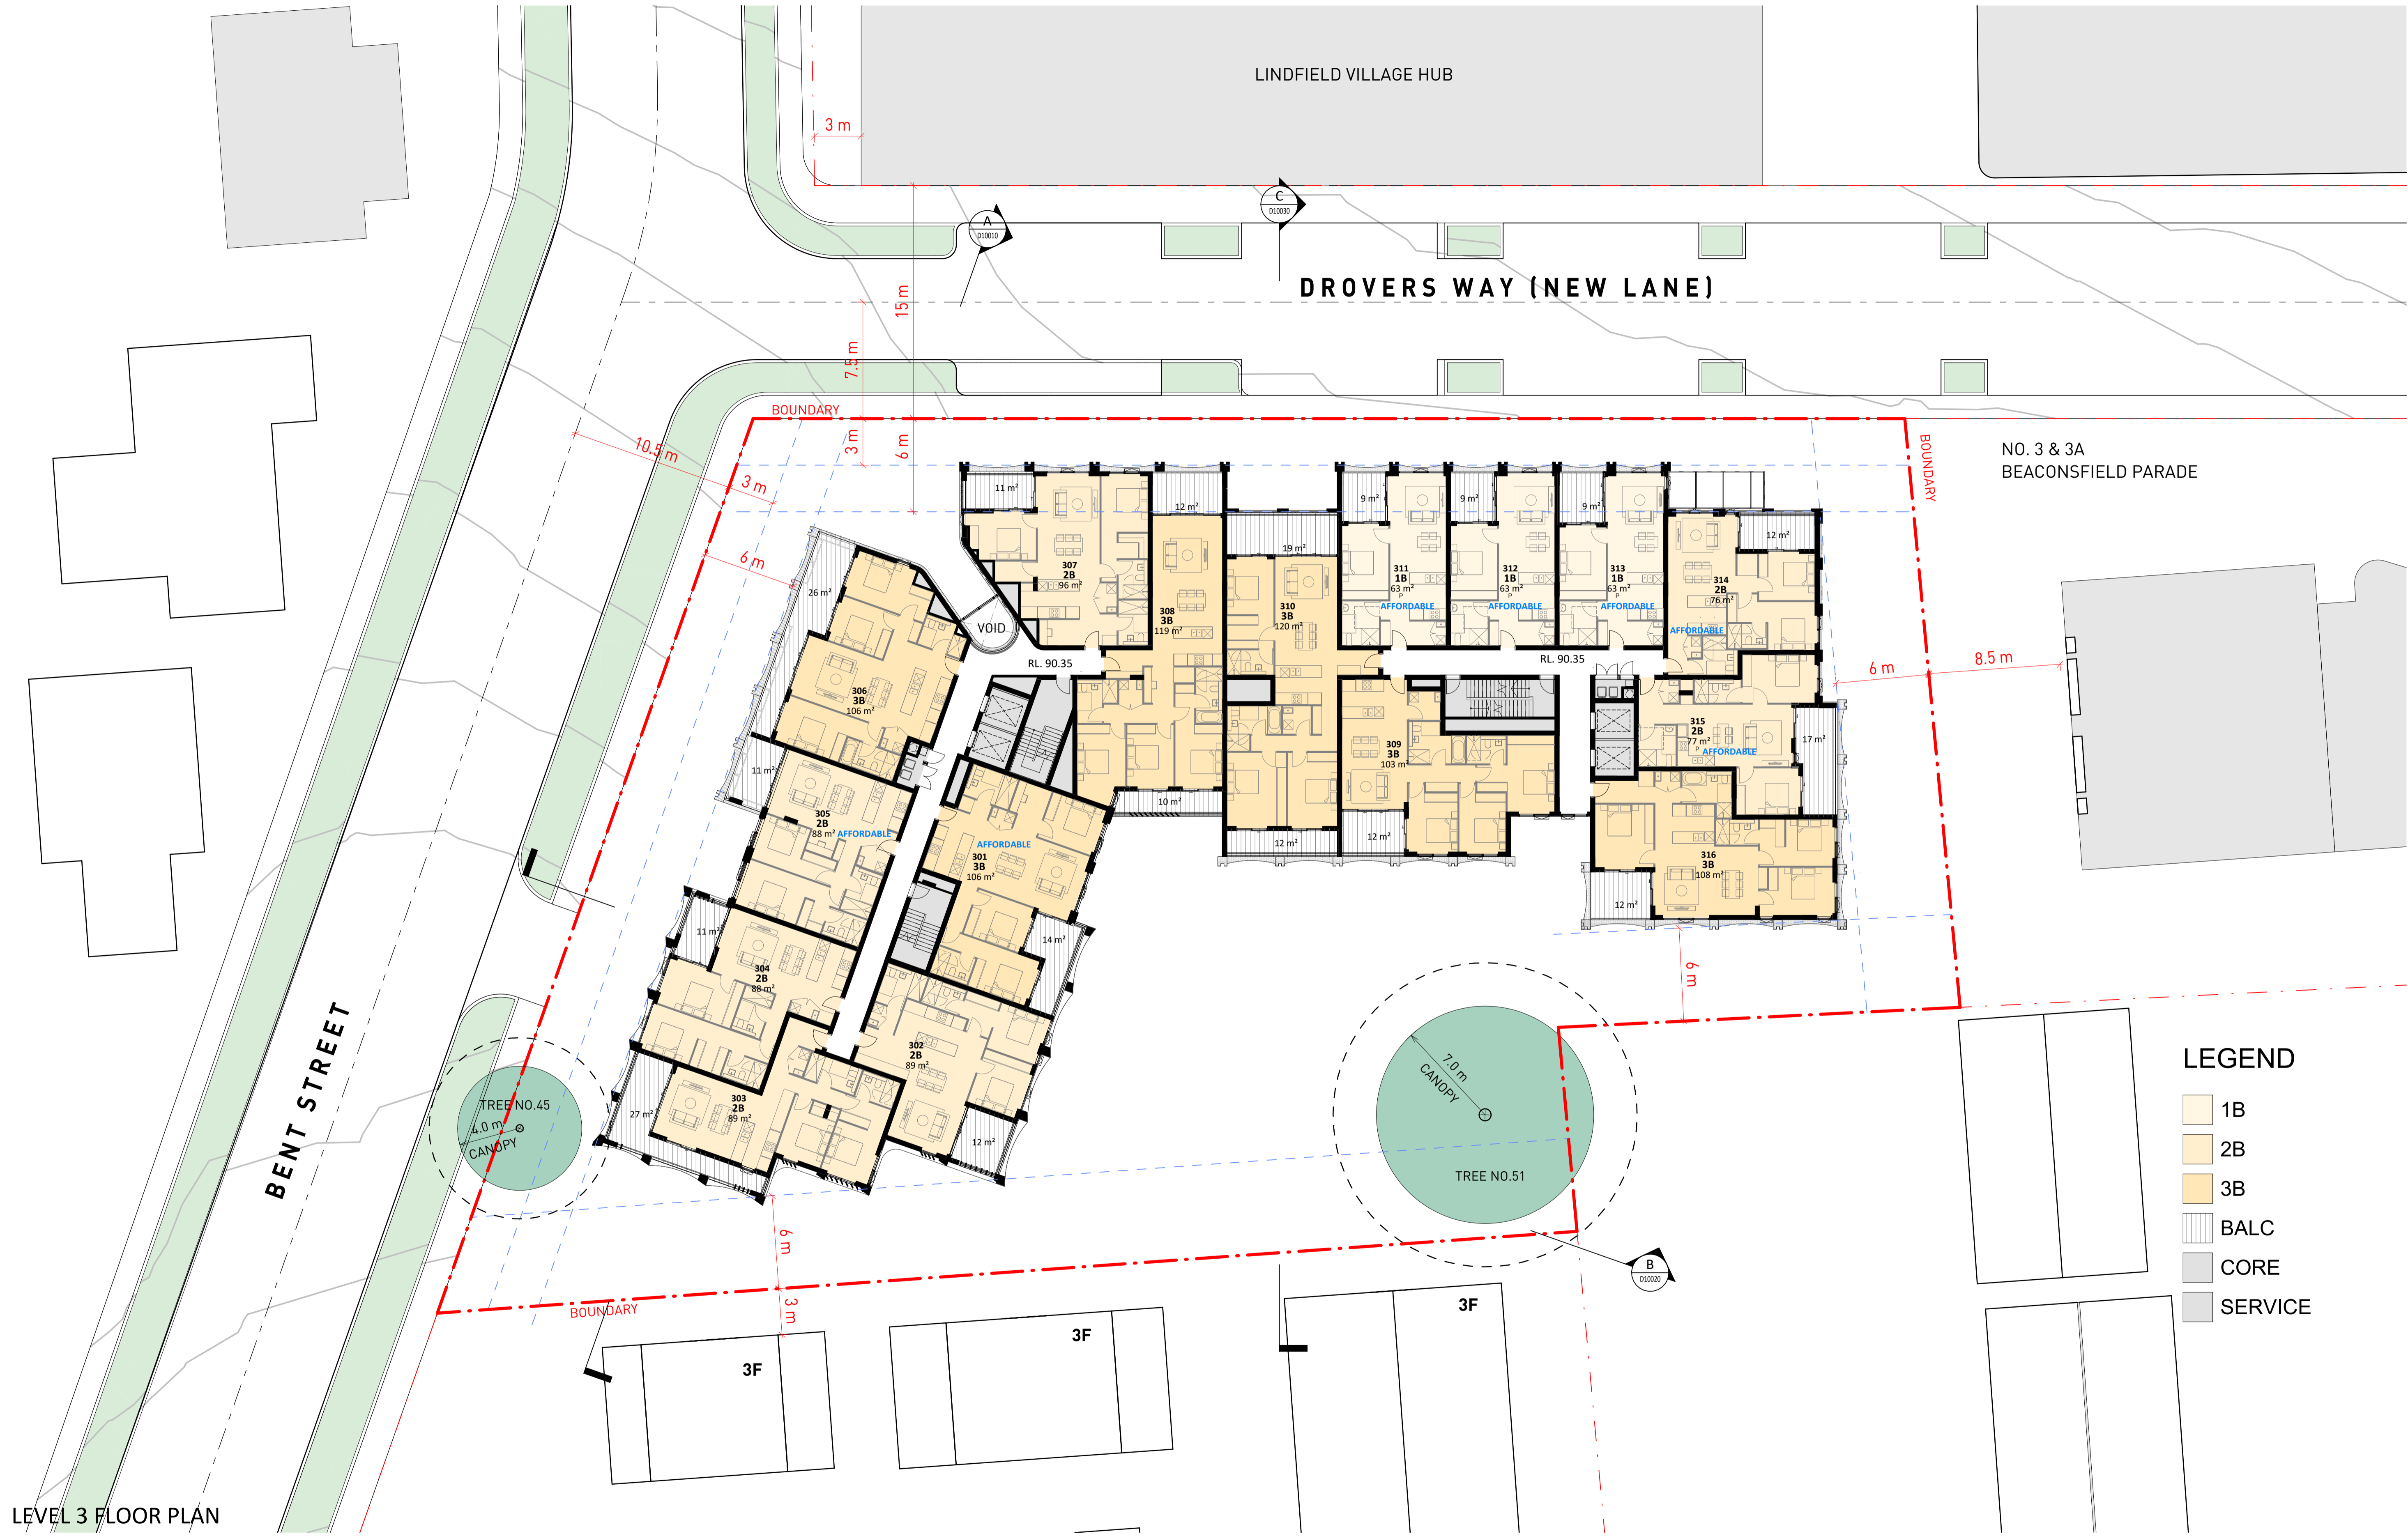 LINDFIELD VILLAGE HUB
3 m
A
D10010
C
D10030
DROVERS WAY (NEW LANE)
15 m
7.5 m
BOUNDARY
10.5 m
3 m
3 m
6 m
6 m
BOUNDARY
NO. 3 & 3A
BEACONSFIELD PARADE
11 m²
12 m²
19 m²
9 m²
9 m²
9 m²
12 m²
26 m²
307
2B
96 m²
308
3B
119 m²
310
3B
120 m²
311
1B
63 m²
P
AFFORDABLE
312
1B
63 m²
P
AFFORDABLE
313
1B
63 m²
P
AFFORDABLE
314
2B
76 m²
AFFORDABLE
VOID
RL. 90.35
RL. 90.35
6 m
8.5 m
306
3B
106 m²
315
2B
77 m²
P
AFFORDABLE
17 m²
309
3B
103 m²
11 m²
10 m²
12 m²
12 m²
305
2B
88 m²
AFFORDABLE
AFFORDABLE
301
3B
106 m²
316
3B
108 m²
12 m²
11 m²
14 m²
304
2B
88 m²
6 m
302
2B
89 m²
303
2B
89 m²
27 m²
12 m²
TREE NO.45
4.0 m
CANOPY
7.0 m
CANOPY
TREE NO.51
BENT STREET
6 m
3 m
BOUNDARY
B
D10020
3F
3F
3F
LEGEND
1B
2B
3B
BALC
CORE
SERVICE
LEVEL 3 FLOOR PLAN